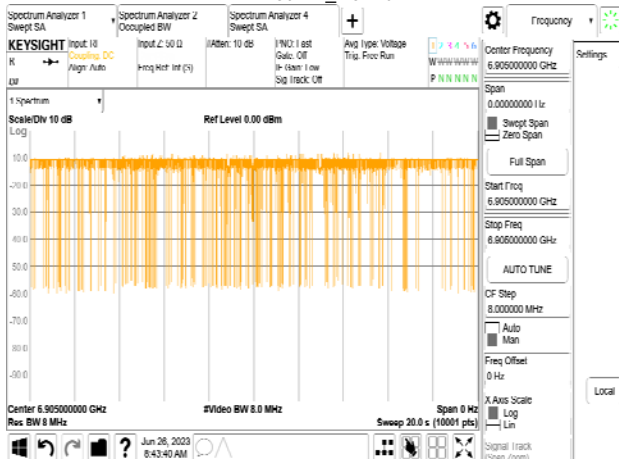 Spectrum Analyzer 1
Swept SA
Spectrum Analyzer 2
Occupied BW
Spectrum Analyzer 4
Swept SA
+
KEYSIGHT
Input: RF
Coupling: DC
Align: Auto
Input Z: 50 Ω
Freq Ref: Int (S)
#Atten: 10 dB
PNO: Fast
Gate: Off
IF Gain: Low
Sig Track: Off
Avg Type: Voltage
Trig: Free Run
1 2 3 4 5 6
W W W W W W
P N N N N N
1 Spectrum
Scale/Div 10 dB
Ref Level 0.00 dBm
Log
-20.0
-30.0
-50.0
-60.0
-70.0
-90.0
Center 6.905000000 GHz
#Video BW 8.0 MHz
Span 0 Hz
Res BW 8 MHz
Sweep 20.0 s (10001 pts)
?
Jun 26, 2023
8:43:40 AM
Frequency
Settings
Center Frequency
6.905000000 GHz
Span
0.00000000 Hz
Swept Span
Zero Span
Full Span
Start Freq
6.905000000 GHz
Stop Freq
6.905000000 GHz
AUTO TUNE
CF Step
8.000000 MHz
Auto
Man
Freq Offset
0 Hz
X Axis Scale
Log
Lin
Local
Signal Track
(Span Zoom)